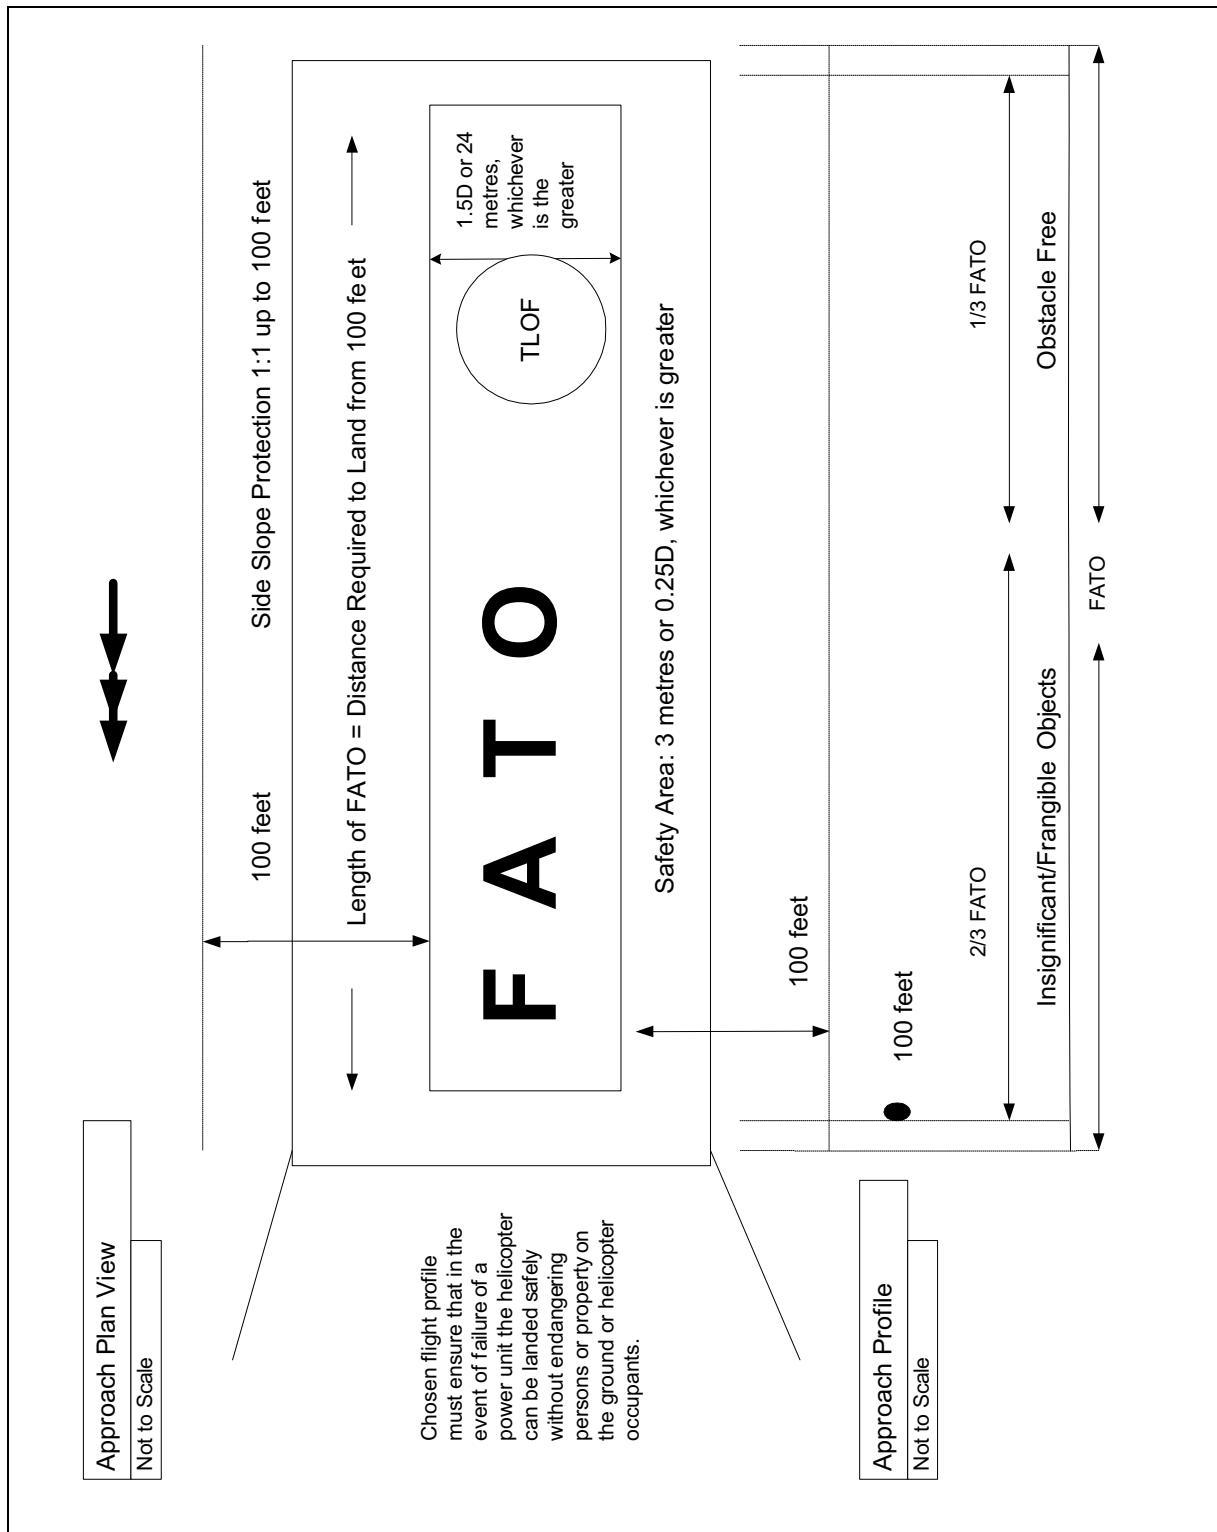 Approach Plan View
Not to Scale
100 feet
Side Slope Protection 1:1 up to 100 feet
Length of FATO = Distance Required to Land from 100 feet
F A T O
TLOF
1.5D or 24
metres,
whichever
is the
greater
Safety Area: 3 metres or 0.25D, whichever is greater
100 feet
Chosen flight profile
must ensure that in the
event of failure of a
power unit the helicopter
can be landed safely
without endangering
persons or property on
the ground or helicopter
occupants.
Approach Profile
Not to Scale
100 feet
2/3 FATO
1/3 FATO
Insignificant/Frangible Objects
Obstacle Free
FATO